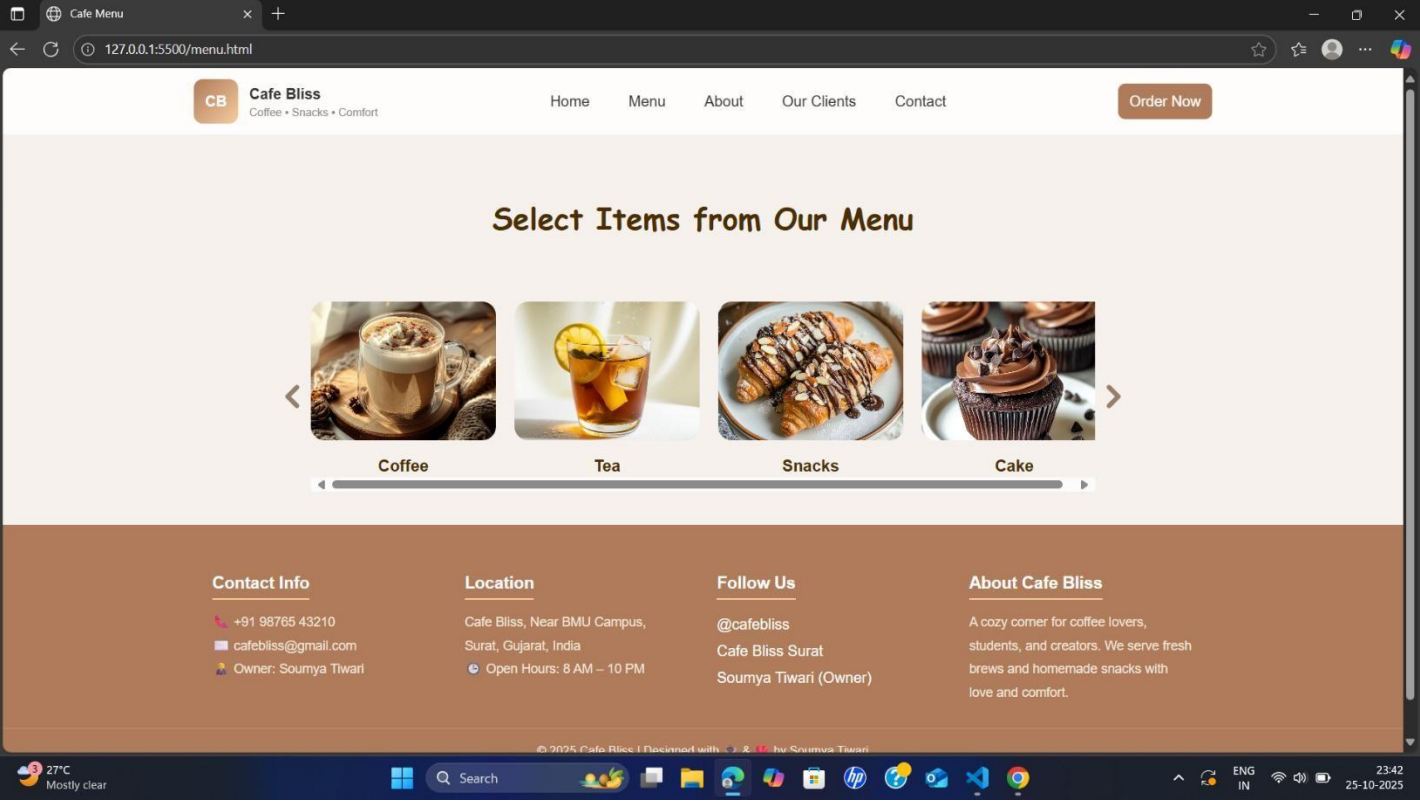 Cafe Menu
127.0.0.1:5500/menu.html
CB
Cafe Bliss
Coffee • Snacks • Comfort
Home Menu About Our Clients Contact
Order Now
Select Items from Our Menu
Coffee Tea Snacks Cake
Contact Info
+91 98765 43210
cafebliss@gmail.com
Owner: Soumya Tiwari
Location
Cafe Bliss, Near BMU Campus,
Surat, Gujarat, India
Open Hours: 8 AM – 10 PM
Follow Us
@cafebliss
Cafe Bliss Surat
Soumya Tiwari (Owner)
About Cafe Bliss
A cozy corner for coffee lovers,
students, and creators. We serve fresh
brews and homemade snacks with
love and comfort.
© 2025 Cafe Bliss | Designed with & by Soumya Tiwari
3
27°C
Mostly clear
Search
hp
ENG
IN
23:42
25-10-2025